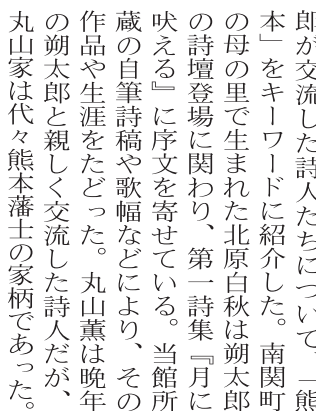 郎が交流した詩人たちについて、「熊
本」をキーワードに紹介した。南関町
の母の里で生まれた北原白秋は朔太郎
の詩壇登場に関わり、第一詩集『月に
吠える』に序文を寄せている。当館所
蔵の自筆詩稿や歌幅などにより、その
作品や生涯をたどった。丸山薫は晩年
の朔太郎と親しく交流した詩人だが、
丸山家は代々熊本藩士の家柄であった。